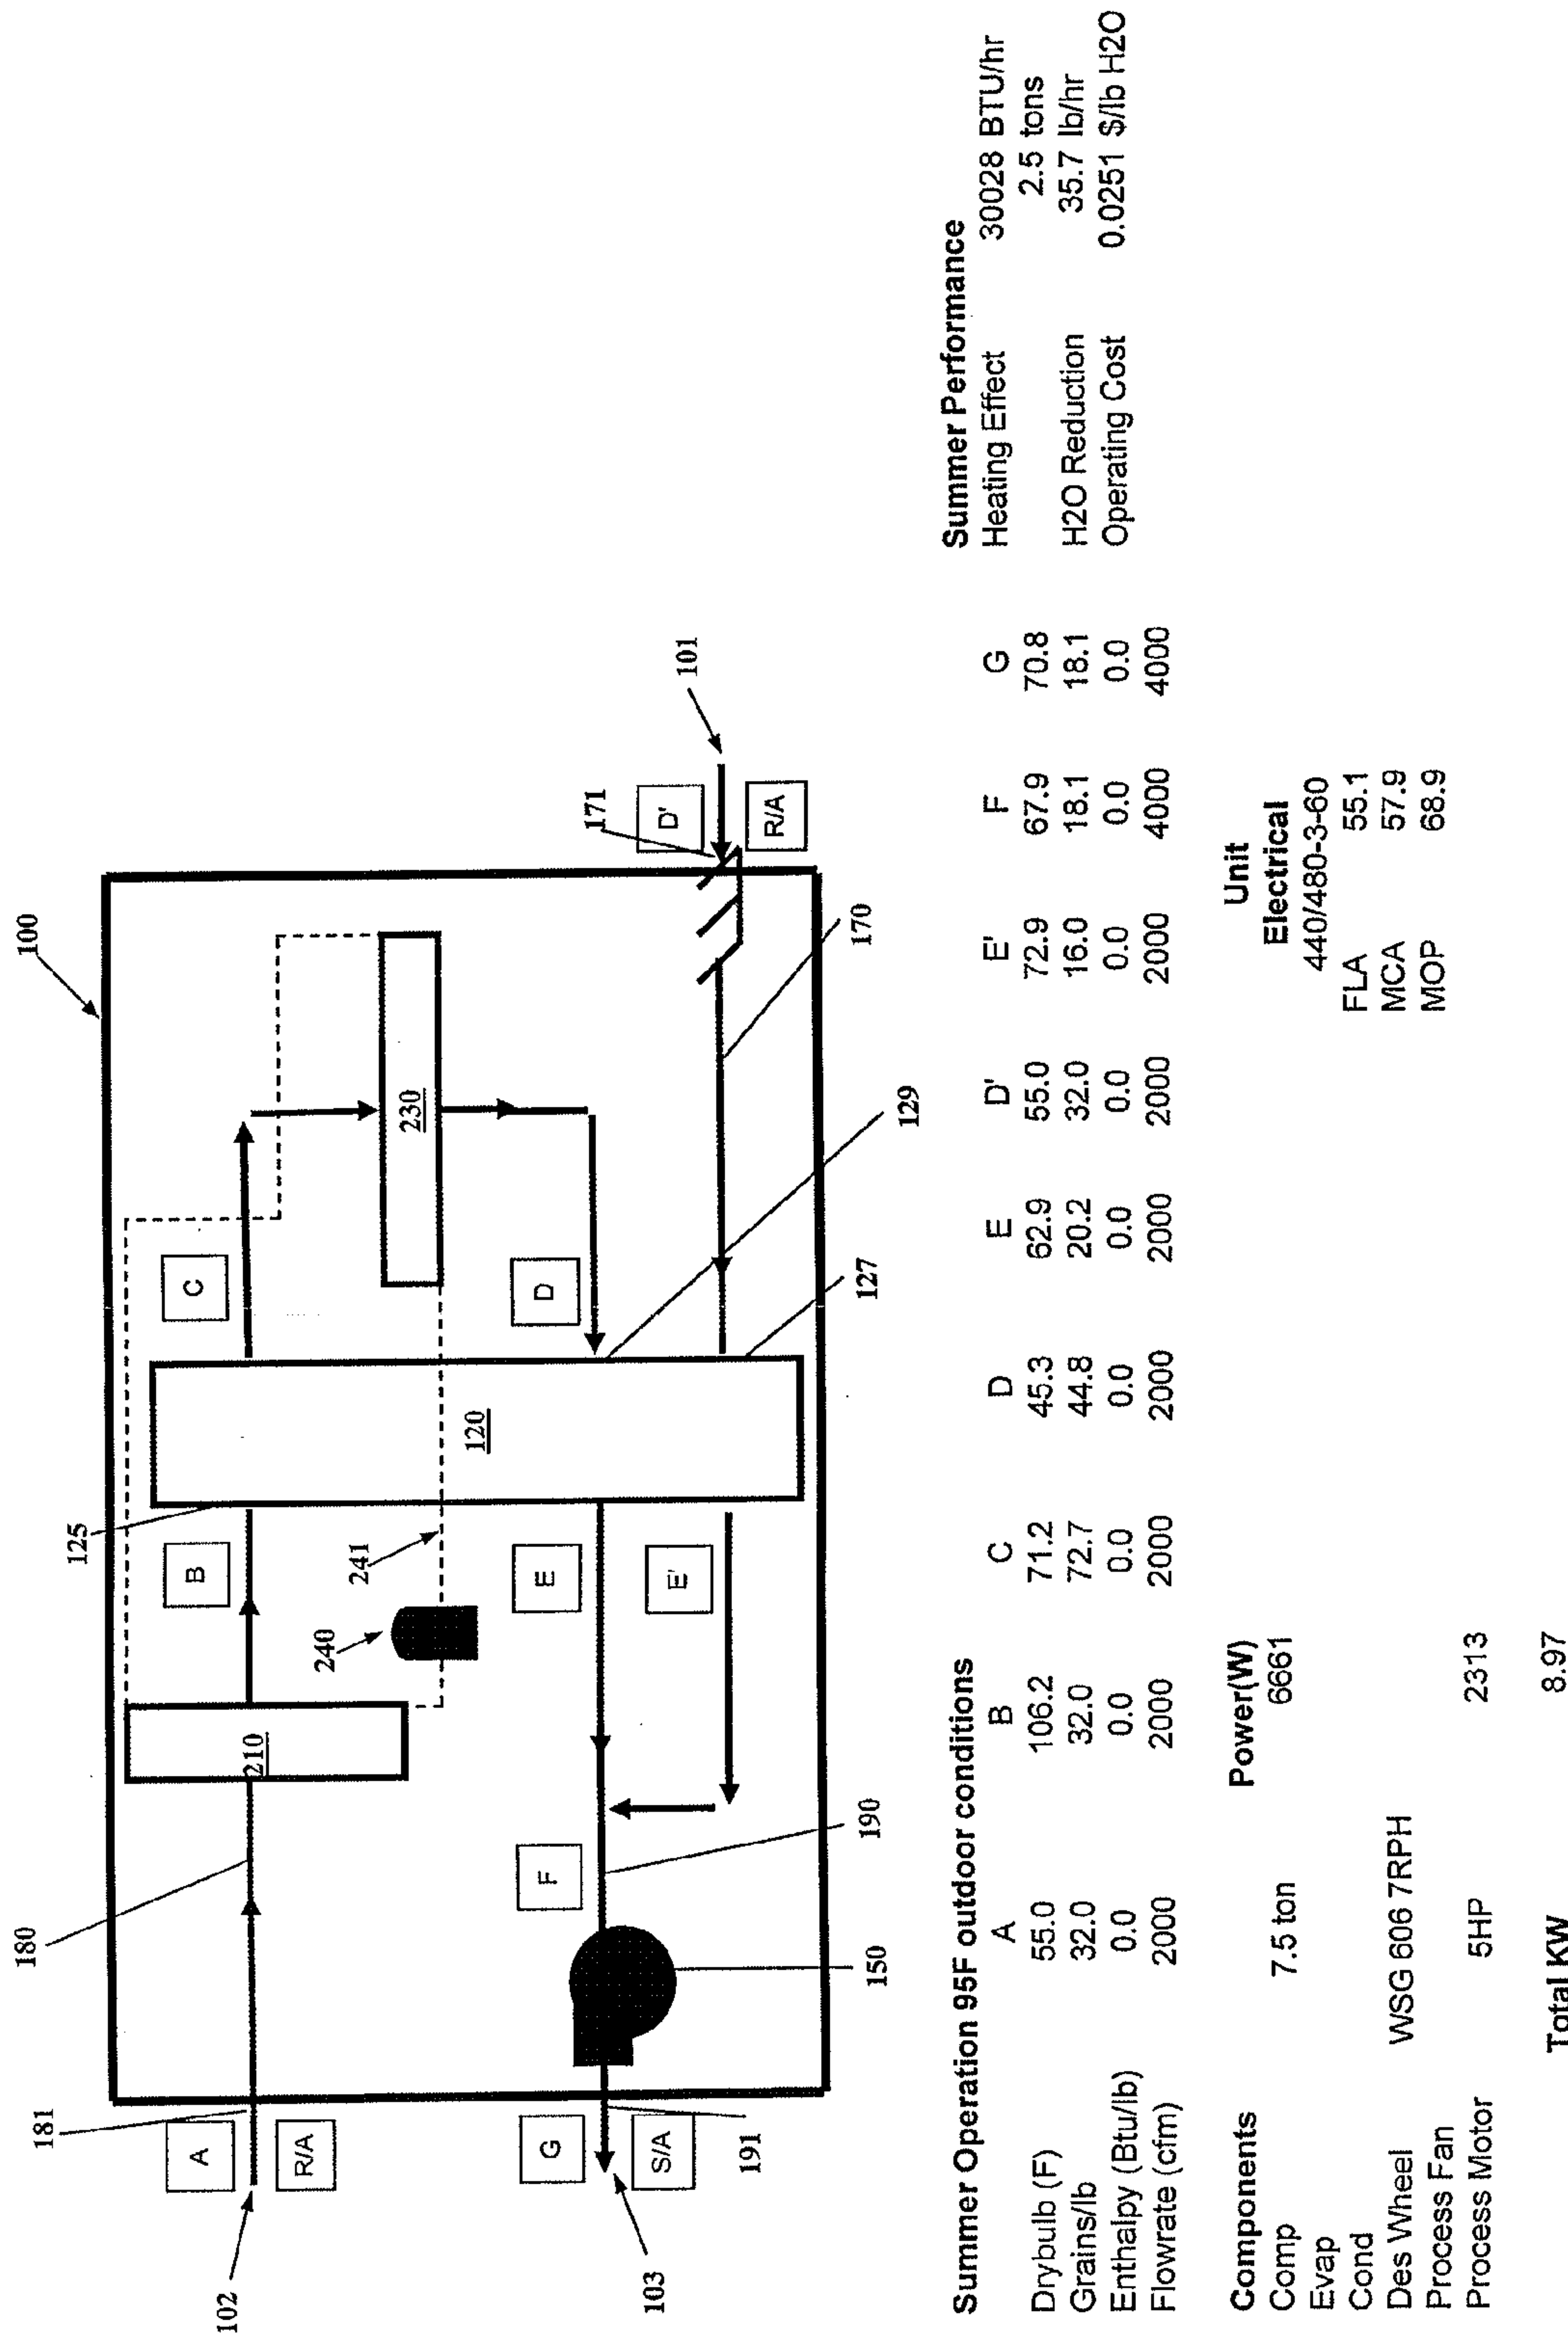 100
102
181
A
R/A
180
210
B
125
C
240
241
120
230
D
E
E'
F
G
S/A
103
191
150
190
127
129
170
171
D'
R/A
101
Summer Operation 95F outdoor conditions
A B C D E D' E' F G
Drybulb (F) 55.0 106.2 71.2 45.3 62.9 55.0 72.9 67.9 70.8
Grains/lb 32.0 32.0 72.7 44.8 20.2 32.0 16.0 18.1 18.1
Enthalpy (Btu/lb) 0.0 0.0 0.0 0.0 0.0 0.0 0.0 0.0 0.0
Flowrate (cfm) 2000 2000 2000 2000 2000 2000 2000 4000 4000
Summer Performance
Heating Effect 30028 BTU/hr
2.5 tons
H2O Reduction 35.7 lb/hr
Operating Cost 0.0251 $/lb H2O
Components Power(W)
Comp 7.5 ton 6661
Evap
Cond
Des Wheel WSG 606 7RPH
Process Fan
Process Motor 5HP 2313
Total KW 8.97
Unit
Electrical
440/480-3-60
FLA 55.1
MCA 57.9
MOP 68.9